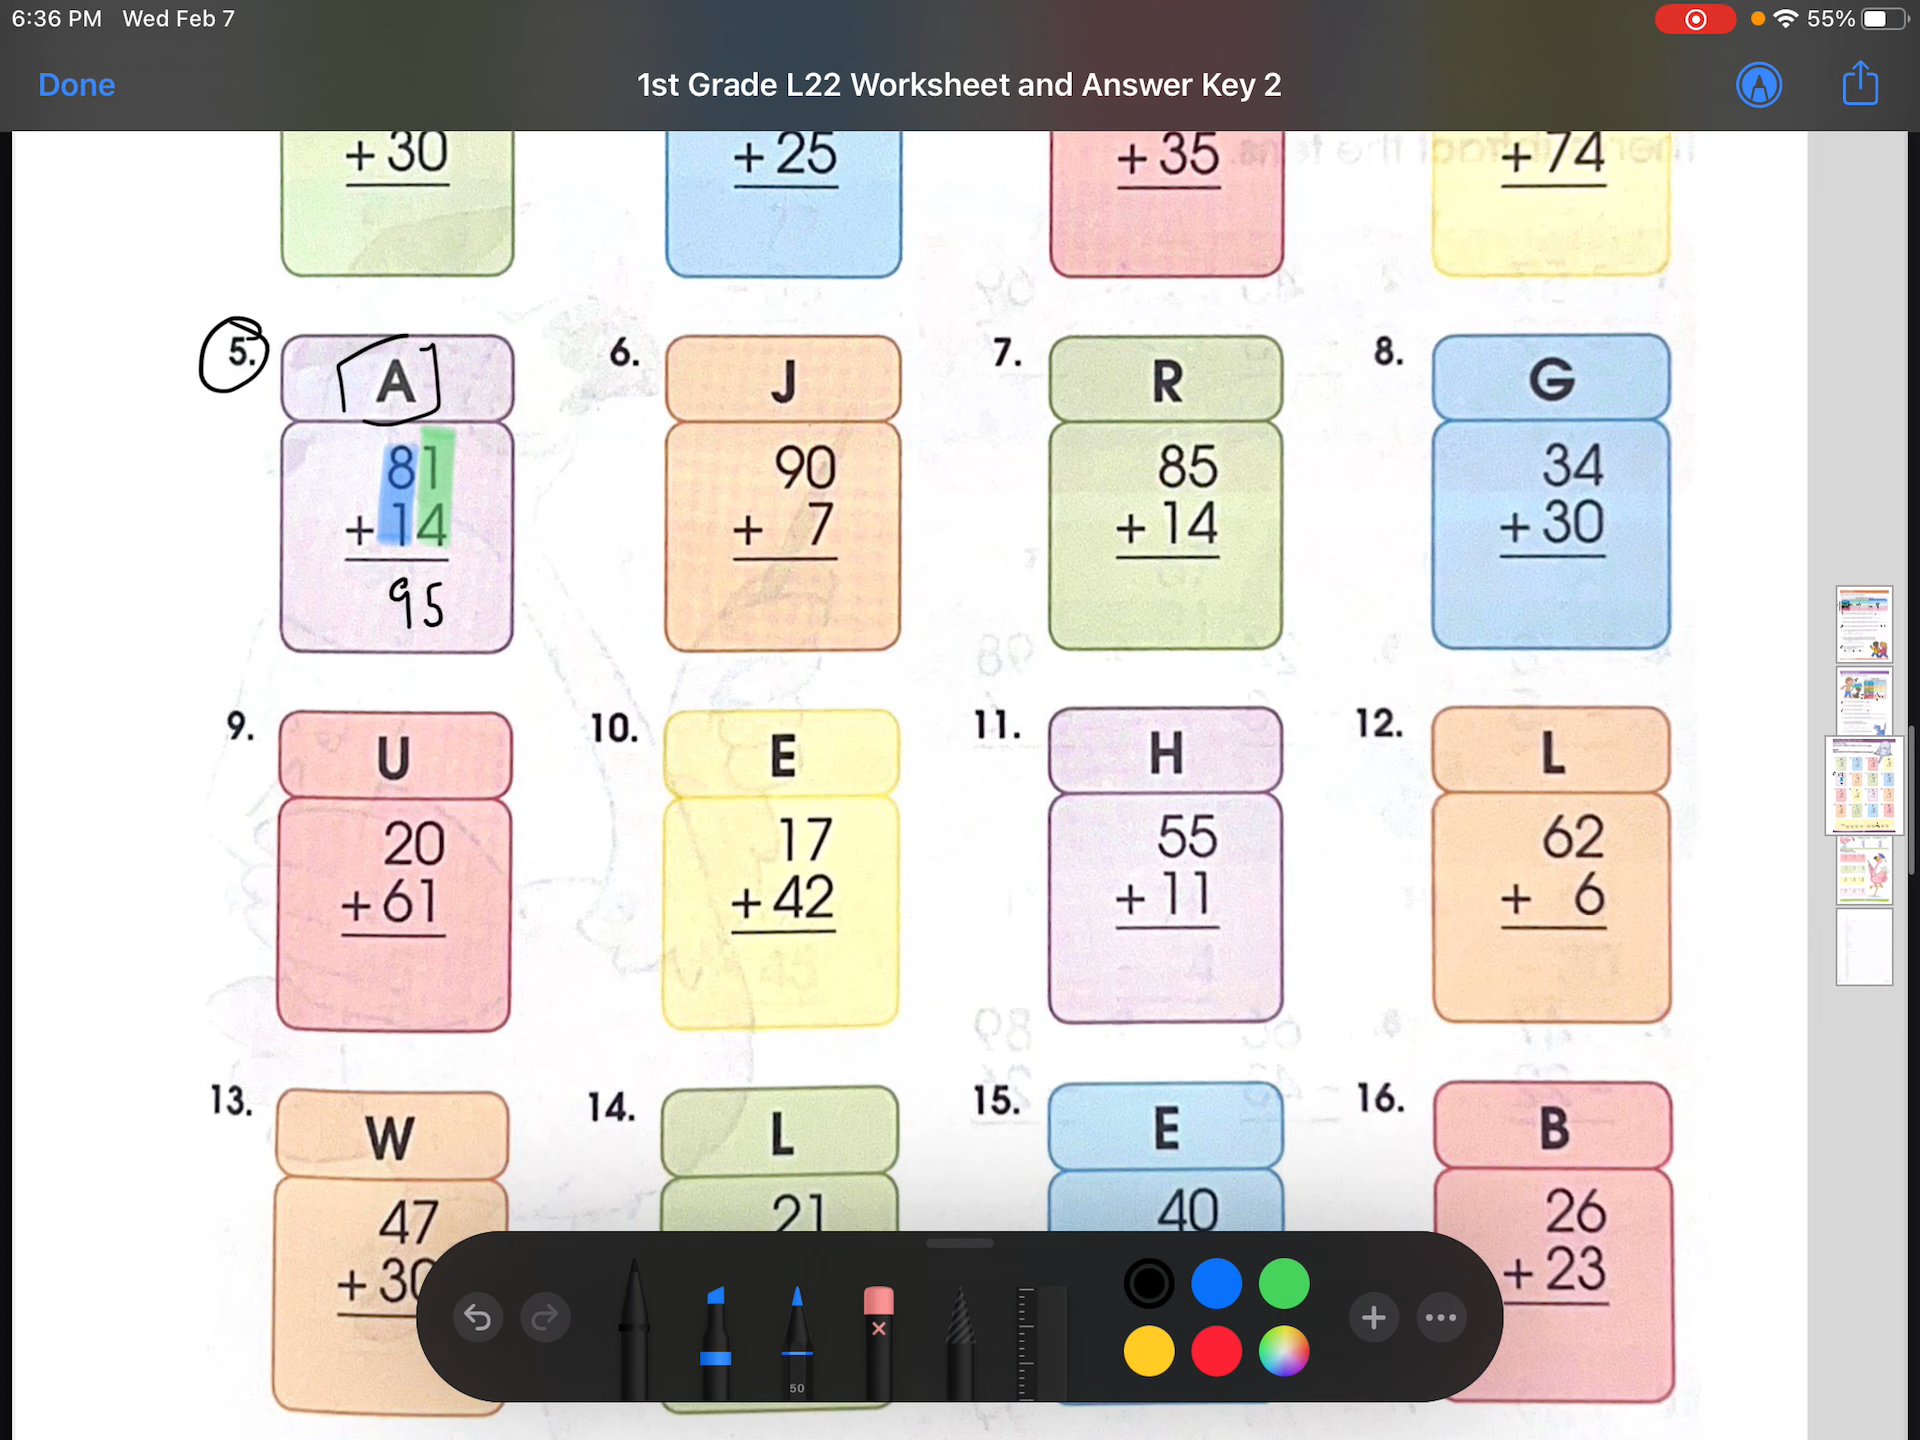 6:36 PM Wed Feb 7
55%
Done
1st Grade L22 Worksheet and Answer Key 2
+30
+25
+35
+74
5.
A
81
+14
95
6.
J
90
+ 7
7.
R
85
+14
8.
G
34
+30
9.
U
20
+61
10.
E
17
+42
11.
H
55
+11
12.
L
62
+ 6
13.
W
47
+30
14.
L
21
15.
E
40
16.
B
26
+23
50